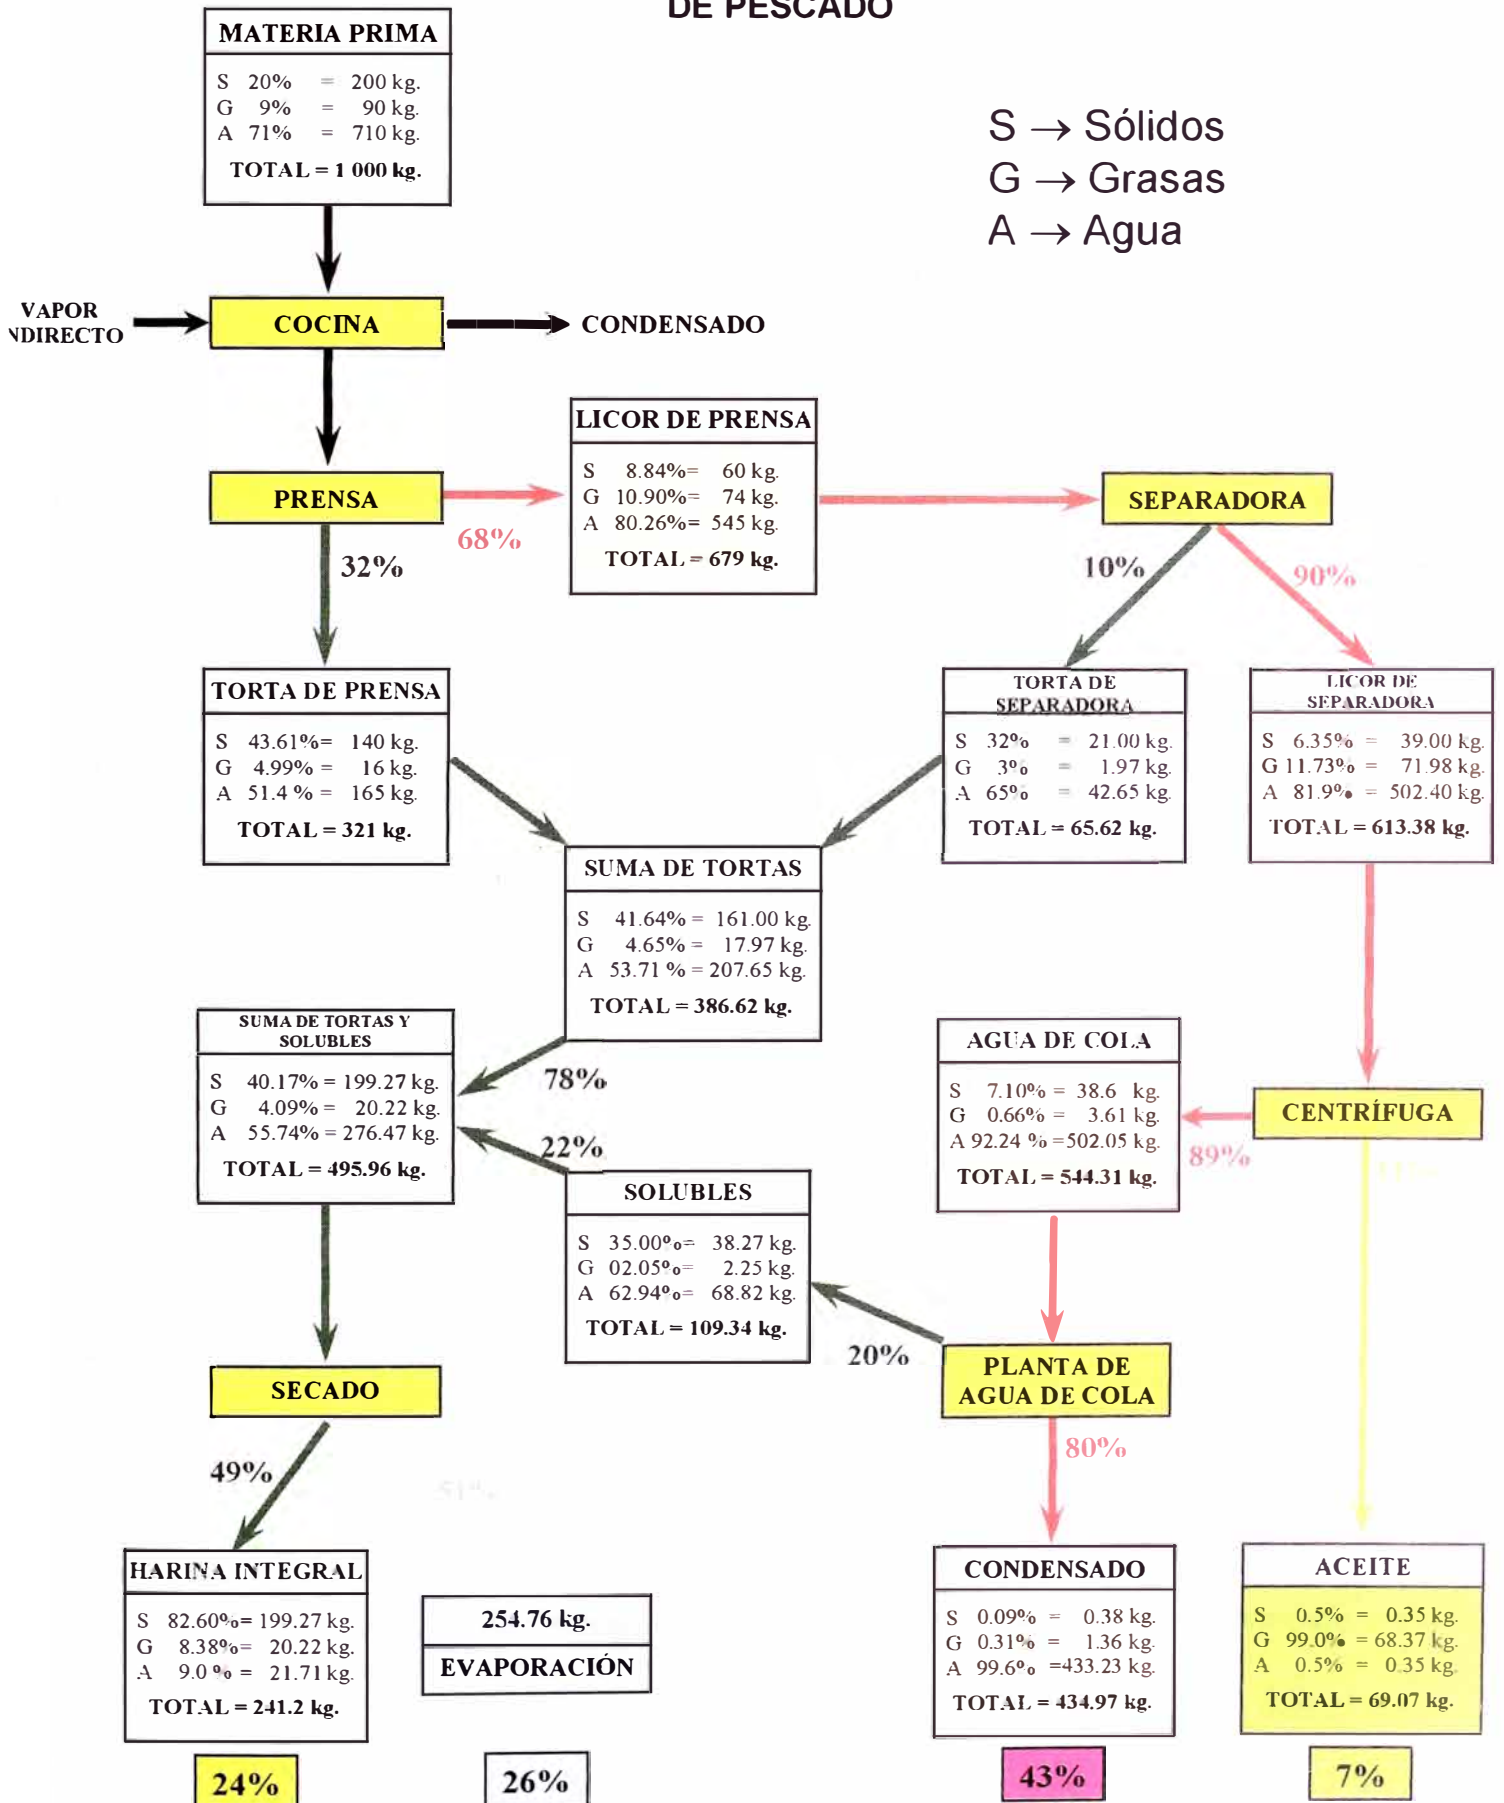 DE PESCADO
MATERIA PRIMA
S 20% = 200 kg.
G 9% = 90 kg.
A 71% = 710 kg.
TOTAL = 1 000 kg.
S → Sólidos
G → Grasas
A → Agua
VAPOR
NDIRECTO
COCINA
CONDENSADO
LICOR DE PRENSA
S 8.84%= 60 kg.
G 10.90%= 74 kg.
A 80.26%= 545 kg.
TOTAL = 679 kg.
PRENSA
68%
32%
SEPARADORA
10%
90%
TORTA DE PRENSA
S 43.61%= 140 kg.
G 4.99% = 16 kg.
A 51.4 % = 165 kg.
TOTAL = 321 kg.
TORTA DE
SEPARADORA
S 32% = 21.00 kg.
G 3% = 1.97 kg.
A 65% = 42.65 kg.
TOTAL = 65.62 kg.
LICOR DE
SEPARADORA
S 6.35% = 39.00 kg.
G 11.73% = 71.98 kg.
A 81.9% = 502.40 kg.
TOTAL = 613.38 kg.
SUMA DE TORTAS
S 41.64% = 161.00 kg.
G 4.65% = 17.97 kg.
A 53.71 % = 207.65 kg.
TOTAL = 386.62 kg.
78%
SUMA DE TORTAS Y
SOLUBLES
S 40.17% = 199.27 kg.
G 4.09% = 20.22 kg.
A 55.74% = 276.47 kg.
TOTAL = 495.96 kg.
22%
AGUA DE COLA
S 7.10% = 38.6 kg.
G 0.66% = 3.61 kg.
A 92.24 % =502.05 kg.
TOTAL = 544.31 kg.
CENTRÍFUGA
89%
SOLUBLES
S 35.00%= 38.27 kg.
G 02.05%= 2.25 kg.
A 62.94%= 68.82 kg.
TOTAL = 109.34 kg.
20%
PLANTA DE
AGUA DE COLA
80%
SECADO
49%
51%
HARINA INTEGRAL
S 82.60%= 199.27 kg.
G 8.38%= 20.22 kg.
A 9.0 % = 21.71 kg.
TOTAL = 241.2 kg.
254.76 kg.
EVAPORACIÓN
CONDENSADO
S 0.09% = 0.38 kg.
G 0.31% = 1.36 kg.
A 99.6% =433.23 kg.
TOTAL = 434.97 kg.
ACEITE
S 0.5% = 0.35 kg.
G 99.0% = 68.37 kg.
A 0.5% = 0.35 kg.
TOTAL = 69.07 kg.
24%
26%
43%
7%